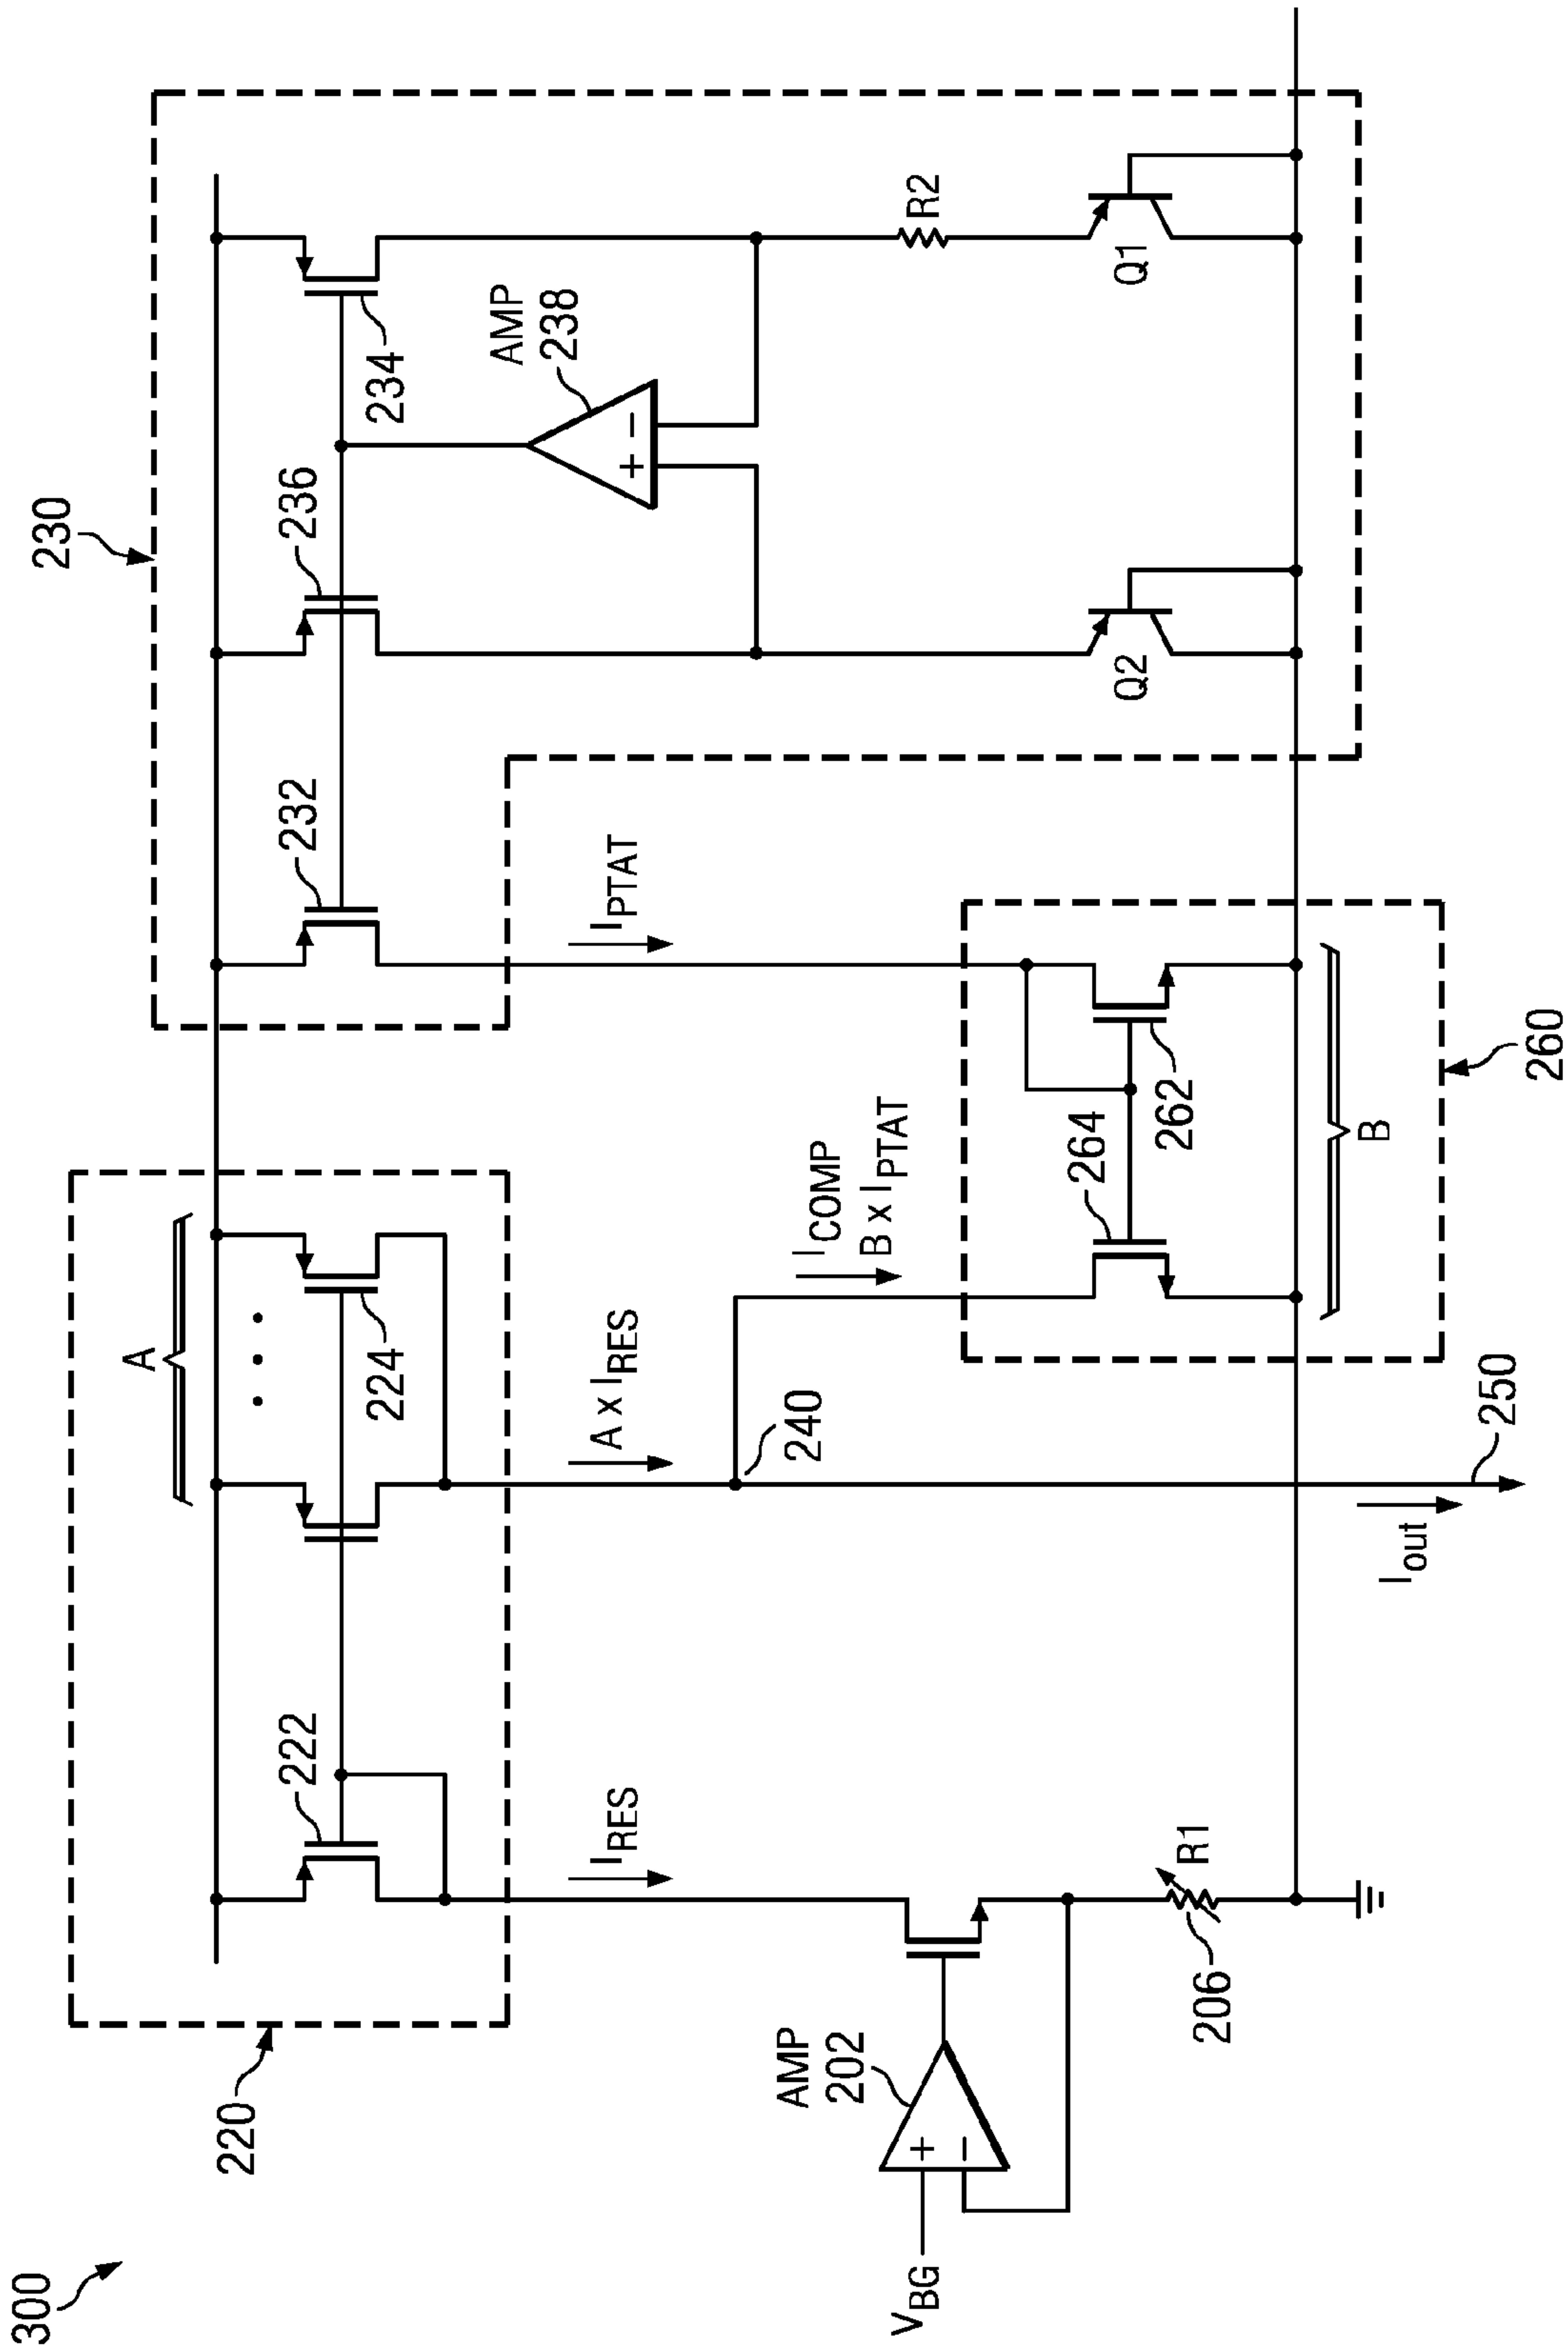 300
220
A
222
224
230
232
236
234
AMP
238
R2
Q1
Q2
I_RES
A x I_RES
I_PTAT
I_COMP
B x I_PTAT
240
264
262
B
260
AMP
202
+
−
+ −
V_BG
206
R1
I_out
250